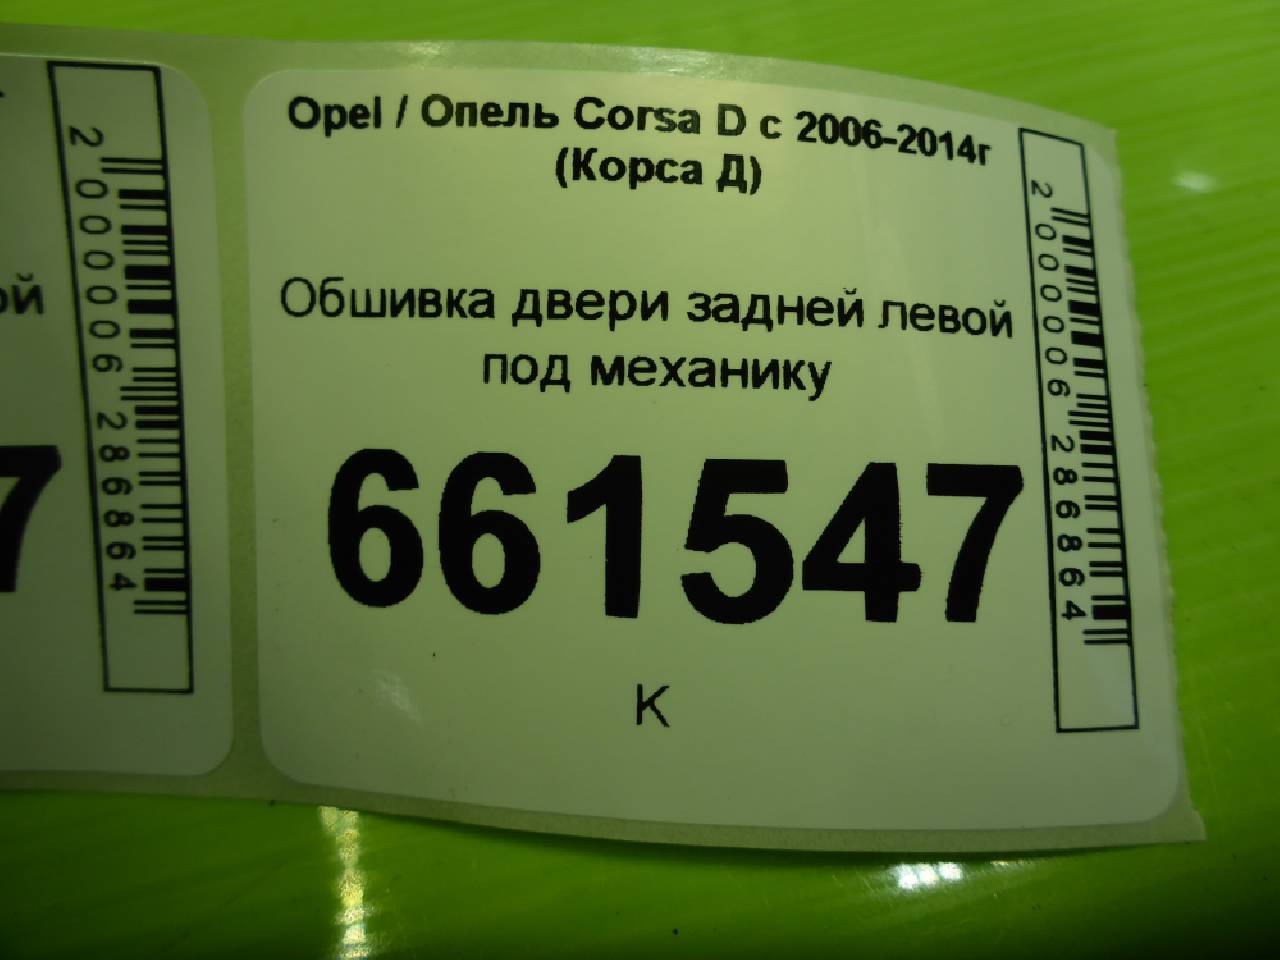 Opel / Опель Corsa D с 2006-2014г
(Корса Д)
Обшивка двери задней левой
под механику
661547
К
2000006286864
ой
7
2000006286864